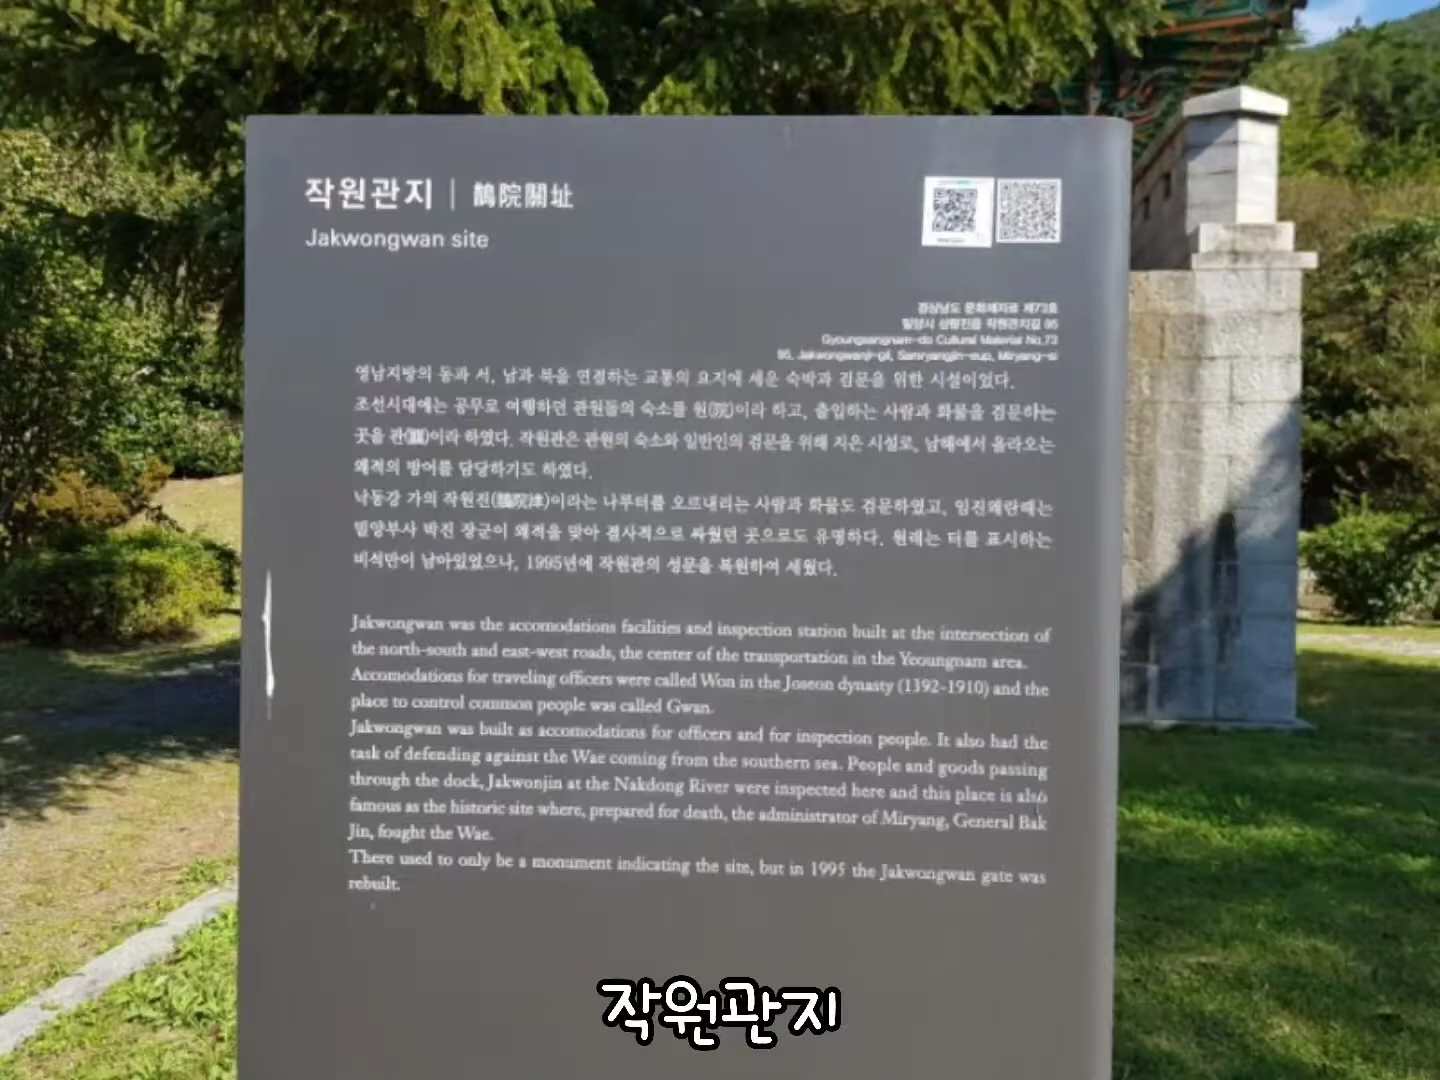 작원관지 | 鵲院關址
Jakwongwan site
경상남도 문화재자료 제73호
밀양시 삼랑진읍 작원관지길 95
Gyoungsangnam-do Cultural Material No.73
95, Jakwongwanji-gil, Samryangjin-eup, Miryang-si
영남지방의 동과 서, 남과 북을 연결하는 교통의 요지에 세운 숙박과 검문을 위한 시설이었다.
조선시대에는 공무로 여행하던 관원들의 숙소를 원(院)이라 하고, 출입하는 사람과 화물을 검문하는
곳을 관(關)이라 하였다. 작원관은 관원의 숙소와 일반인의 검문을 위해 지은 시설로, 남해에서 올라오는
왜적의 방어를 담당하기도 하였다.
낙동강 가의 작원진(鵲院津)이라는 나루터를 오르내리는 사람과 화물도 검문하였고, 임진왜란때는
밀양부사 박진 장군이 왜적을 맞아 결사적으로 싸웠던 곳으로도 유명하다. 원래는 터를 표시하는
비석만이 남아있었으나, 1995년에 작원관의 성문을 복원하여 세웠다.
Jakwongwan was the accomodations facilities and inspection station built at the intersection of
the north-south and east-west roads, the center of the transportation in the Yeoungnam area.
Accomodations for traveling officers were called Won in the Joseon dynasty (1392-1910) and the
place to control common people was called Gwan.
Jakwongwan was built as accomodations for officers and for inspection people. It also had the
task of defending against the Wae coming from the southern sea. People and goods passing
through the dock, Jakwonjin at the Nakdong River were inspected here and this place is also
famous as the historic site where, prepared for death, the administrator of Miryang, General Bak
Jin, fought the Wae.
There used to only be a monument indicating the site, but in 1995 the Jakwongwan gate was
rebuilt.
작원관지